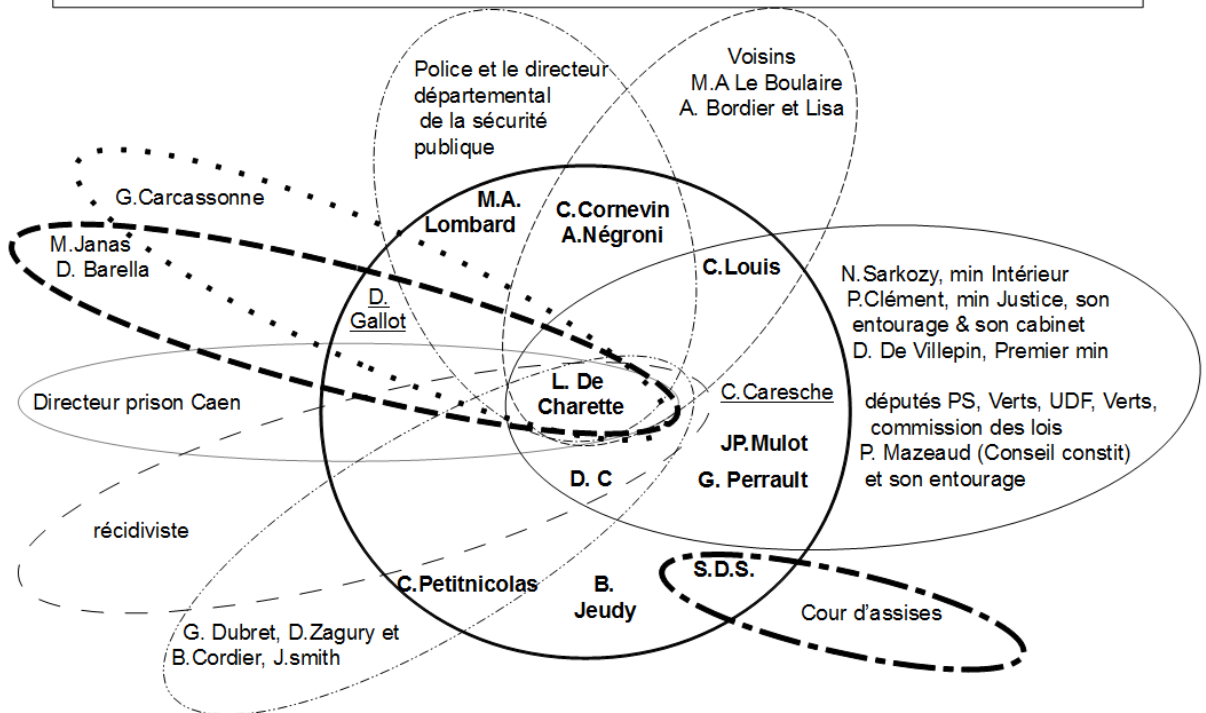 Police et le directeur
départemental
de la sécurité
publique
Voisins
M.A Le Boulaire
A. Bordier et Lisa
G.Carcassonne
M.A.
Lombard
C.Cornevin
A.Négroni
M.Janas
D. Barella
C.Louis
N.Sarkozy, min Intérieur
P.Clément, min Justice, son
entourage & son cabinet
D. De Villepin, Premier min
D.
Gallot
L. De
Charette
C.Caresche
Directeur prison Caen
députés PS, Verts, UDF, Verts,
commission des lois
P. Mazeaud (Conseil constit)
et son entourage
JP.Mulot
D. C
G. Perrault
récidiviste
C.Petitnicolas
B.
Jeudy
S.D.S.
Cour d'assises
G. Dubret, D.Zagury et
B.Cordier, J.smith